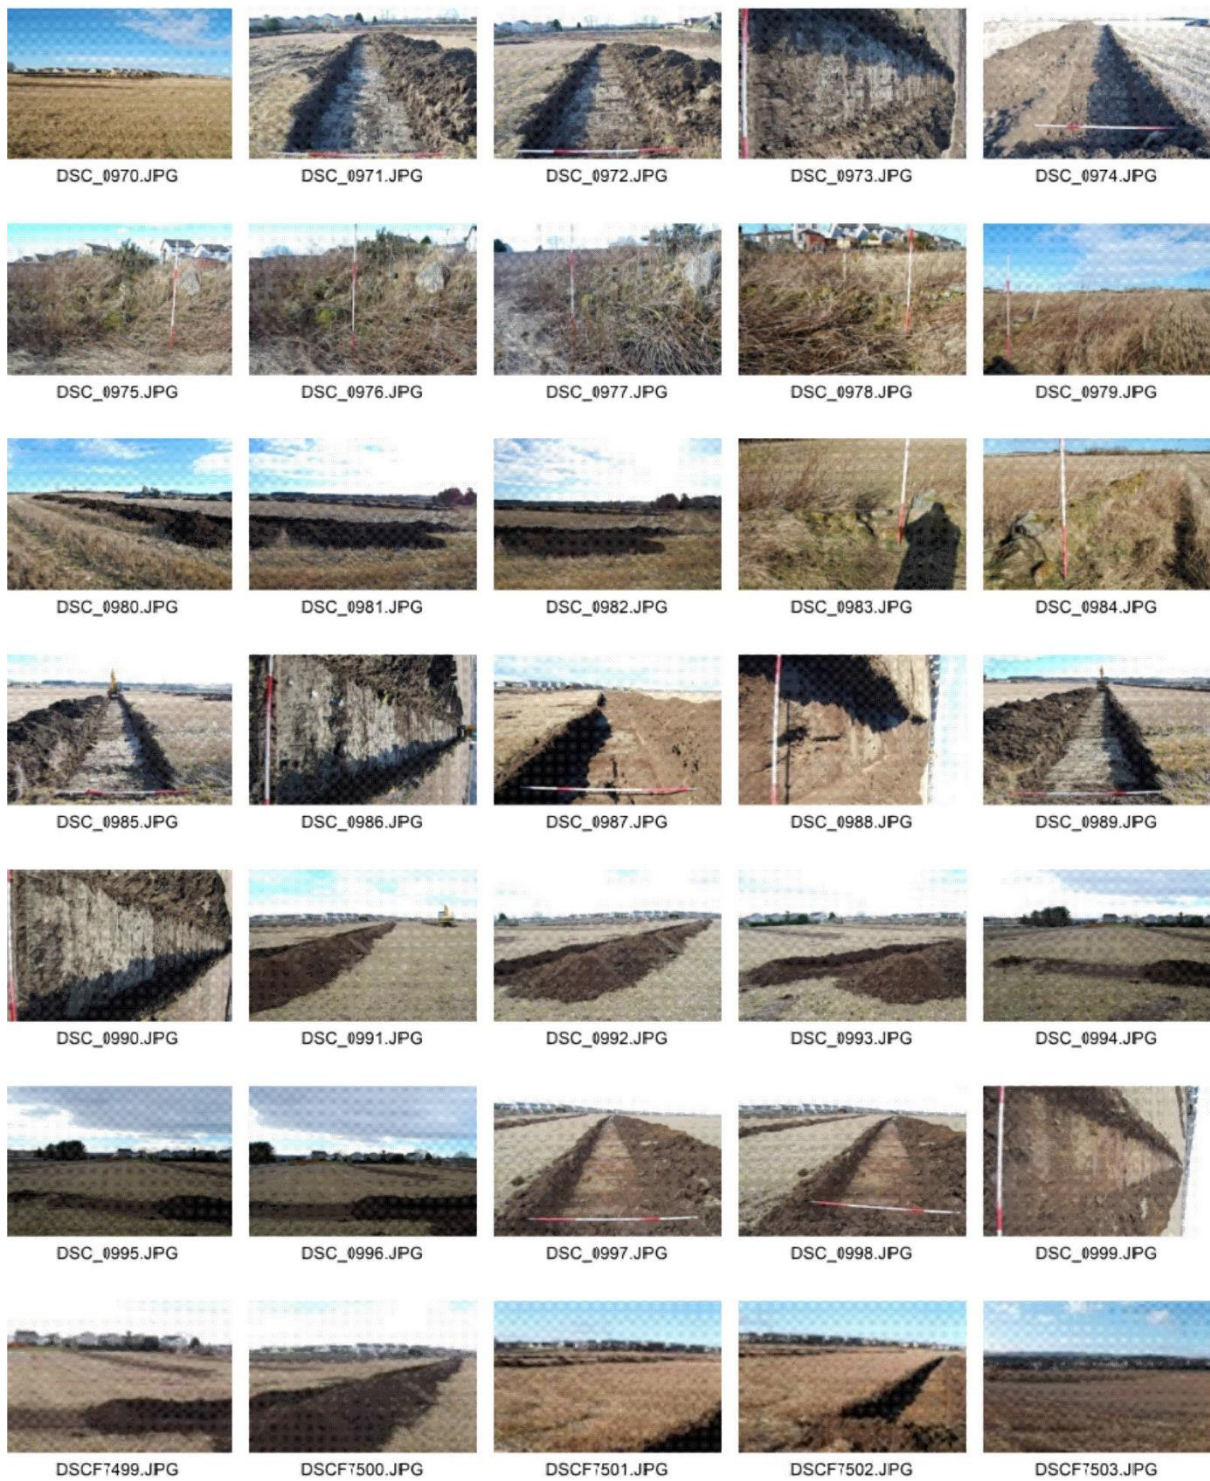 DSC_0970.JPG DSC_0971.JPG DSC_0972.JPG DSC_0973.JPG DSC_0974.JPG
DSC_0975.JPG DSC_0976.JPG DSC_0977.JPG DSC_0978.JPG DSC_0979.JPG
DSC_0980.JPG DSC_0981.JPG DSC_0982.JPG DSC_0983.JPG DSC_0984.JPG
DSC_0985.JPG DSC_0986.JPG DSC_0987.JPG DSC_0988.JPG DSC_0989.JPG
DSC_0990.JPG DSC_0991.JPG DSC_0992.JPG DSC_0993.JPG DSC_0994.JPG
DSC_0995.JPG DSC_0996.JPG DSC_0997.JPG DSC_0998.JPG DSC_0999.JPG
DSCF7499.JPG DSCF7500.JPG DSCF7501.JPG DSCF7502.JPG DSCF7503.JPG